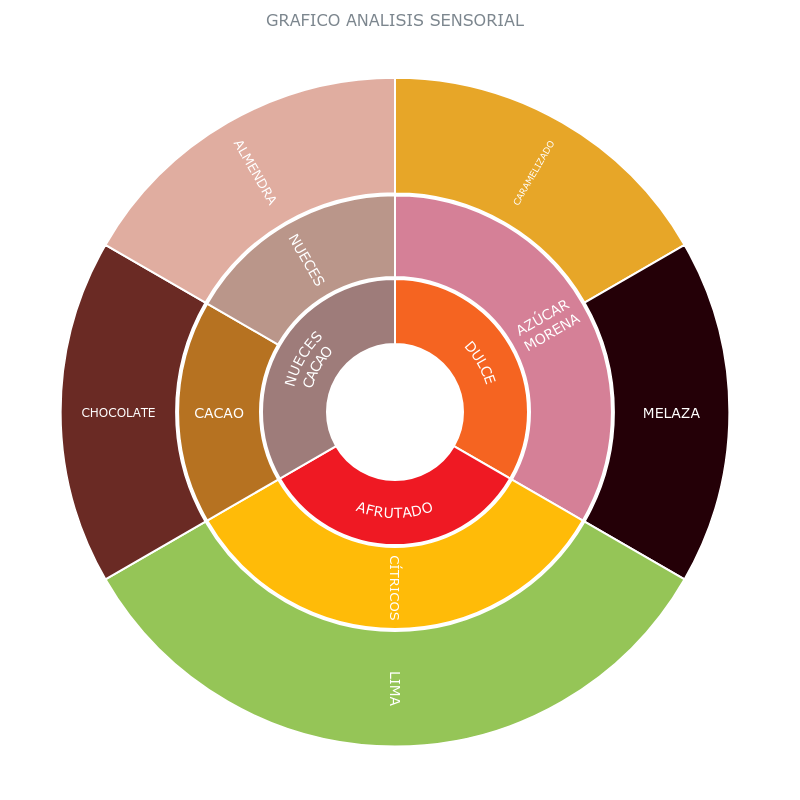 GRAFICO ANALISIS SENSORIAL
ALMENDRA
CARAMELIZADO
NUECES
AZÚCAR
MORENA
NUECES
CACAO
DULCE
CHOCOLATE
CACAO
MELAZA
AFRUTADO
CÍTRICOS
LIMA